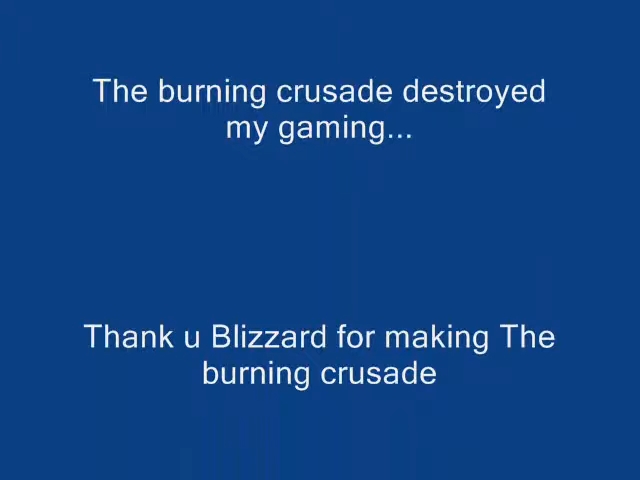 The burning crusade destroyed
my gaming...
Thank u Blizzard for making The
burning crusade